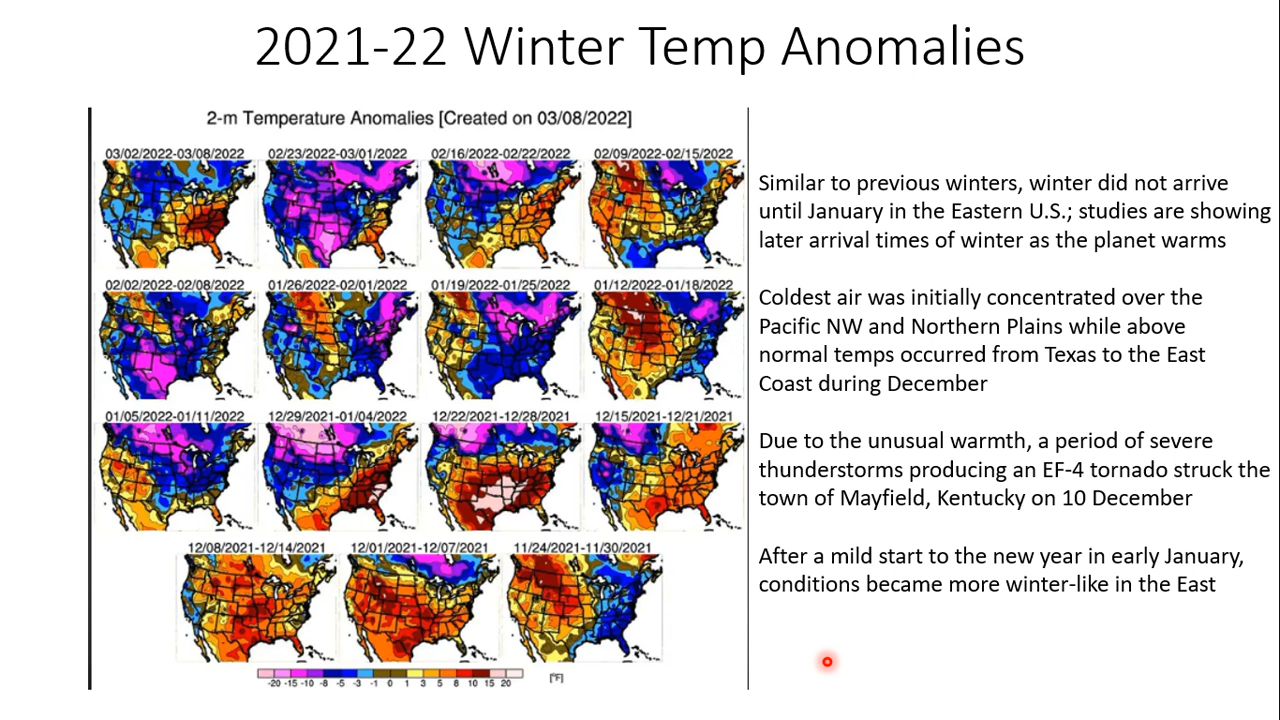 2021-22 Winter Temp Anomalies
2-m Temperature Anomalies [Created on 03/08/2022]
03/02/2022-03/08/2022 02/23/2022-03/01/2022 02/16/2022-02/22/2022 02/09/2022-02/15/2022
02/02/2022-02/08/2022 01/26/2022-02/01/2022 01/19/2022-01/25/2022 01/12/2022-01/18/2022
01/05/2022-01/11/2022 12/29/2021-01/04/2022 12/22/2021-12/28/2021 12/15/2021-12/21/2021
12/08/2021-12/14/2021 12/01/2021-12/07/2021 11/24/2021-11/30/2021
-20 -15 -10 -8 -5 -3 -1 0 1 3 5 8 10 15 20 [°F]
Similar to previous winters, winter did not arrive
until January in the Eastern U.S.; studies are showing
later arrival times of winter as the planet warms
Coldest air was initially concentrated over the
Pacific NW and Northern Plains while above
normal temps occurred from Texas to the East
Coast during December
Due to the unusual warmth, a period of severe
thunderstorms producing an EF-4 tornado struck the
town of Mayfield, Kentucky on 10 December
After a mild start to the new year in early January,
conditions became more winter-like in the East